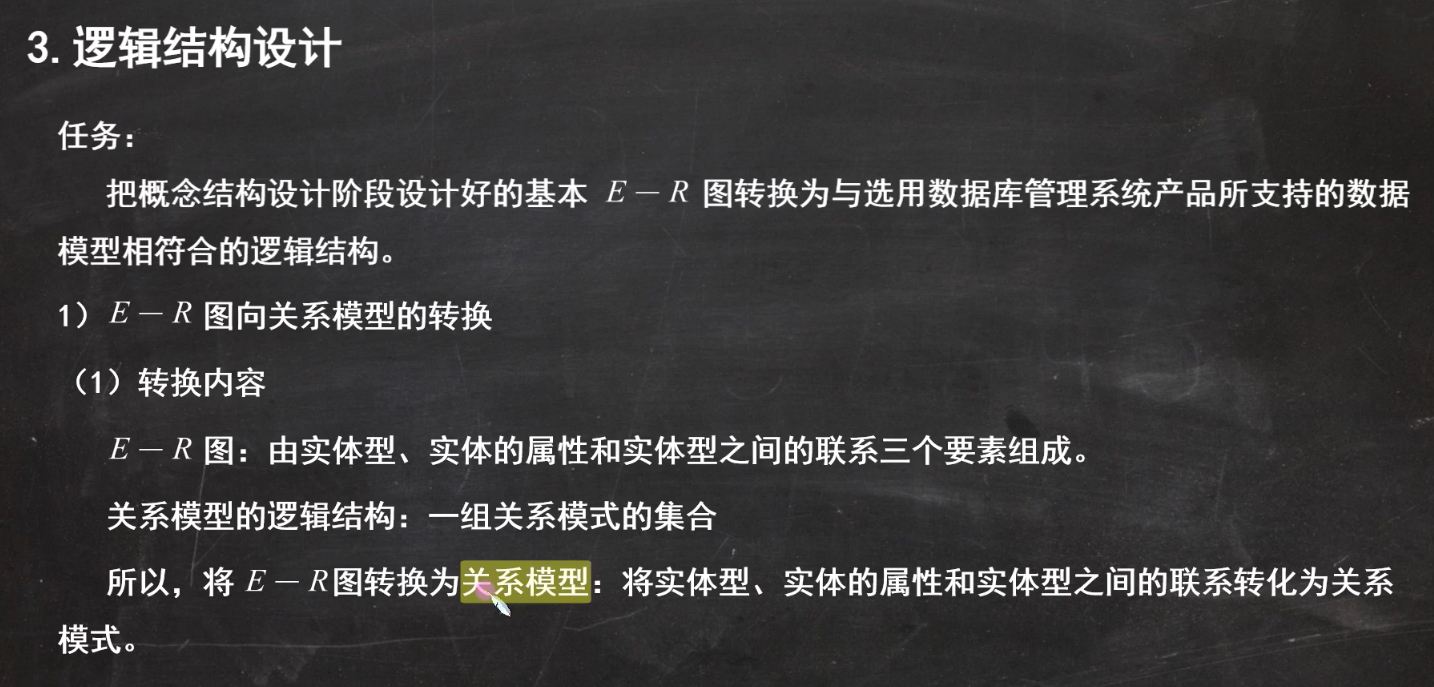 3. 逻辑结构设计
任务：
把概念结构设计阶段设计好的基本 E－R 图转换为与选用数据库管理系统产品所支持的数据
模型相符合的逻辑结构。
1） E－R 图向关系模型的转换
（1）转换内容
E－R 图：由实体型、实体的属性和实体型之间的联系三个要素组成。
关系模型的逻辑结构：一组关系模式的集合
所以，将 E－R图转换为关系模型：将实体型、实体的属性和实体型之间的联系转化为关系
模式。